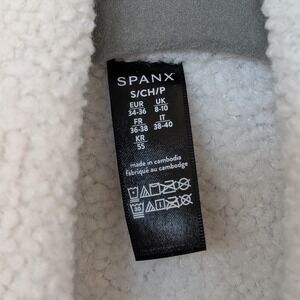 SPANX
S/CH/P
EUR UK
34-36 8-10
FR IT
36-38 38-40
KR
55
made in cambodia
fabriqué au cambodge